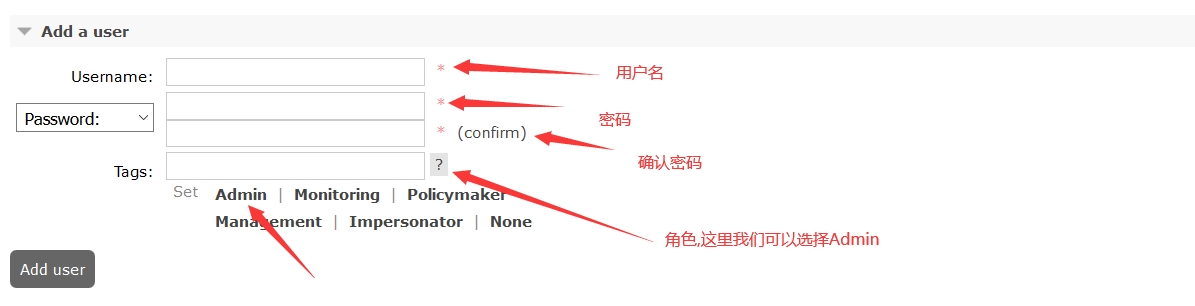 Add a user
Username: * 用户名
Password: * 密码
* (confirm) 确认密码
Tags: ?
Set Admin | Monitoring | Policymaker
Management | Impersonator | None
角色,这里我们可以选择Admin
Add user